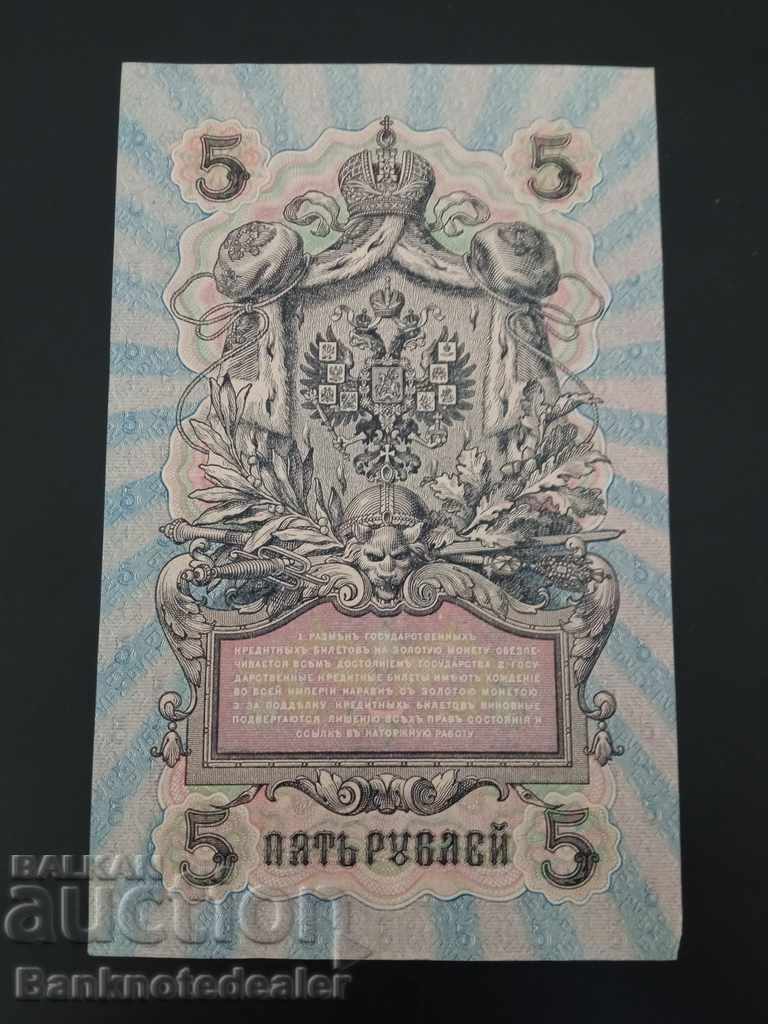 5 5
1. РАЗМѢНЪ ГОСУДАРСТВЕННЫХЪ
КРЕДИТНЫХЪ БИЛЕТОВЪ НА ЗОЛОТУЮ МОНЕТУ ОБЕЗПЕ-
ЧИВАЕТСЯ ВСѢМЪ ДОСТОЯНІЕМЪ ГОСУДАРСТВА. 2. ГОСУ-
ДАРСТВЕННЫЕ КРЕДИТНЫЕ БИЛЕТЫ ИМѢЮТЪ ХОЖДЕНІЕ
ВО ВСЕЙ ИМПЕРІИ НАРАВНѢ СЪ ЗОЛОТОЮ МОНЕТОЮ.
3. ЗА ПОДДѢЛКУ КРЕДИТНЫХЪ БИЛЕТОВЪ ВИНОВНЫЕ
ПОДВЕРГАЮТСЯ ЛИШЕНІЮ ВСѢХЪ ПРАВЪ СОСТОЯНІЯ И
ССЫЛКѢ ВЪ КАТОРЖНУЮ РАБОТУ.
5 ПЯТЬ РУБЛЕЙ 5
BALKAN
auction
Banknotedealer